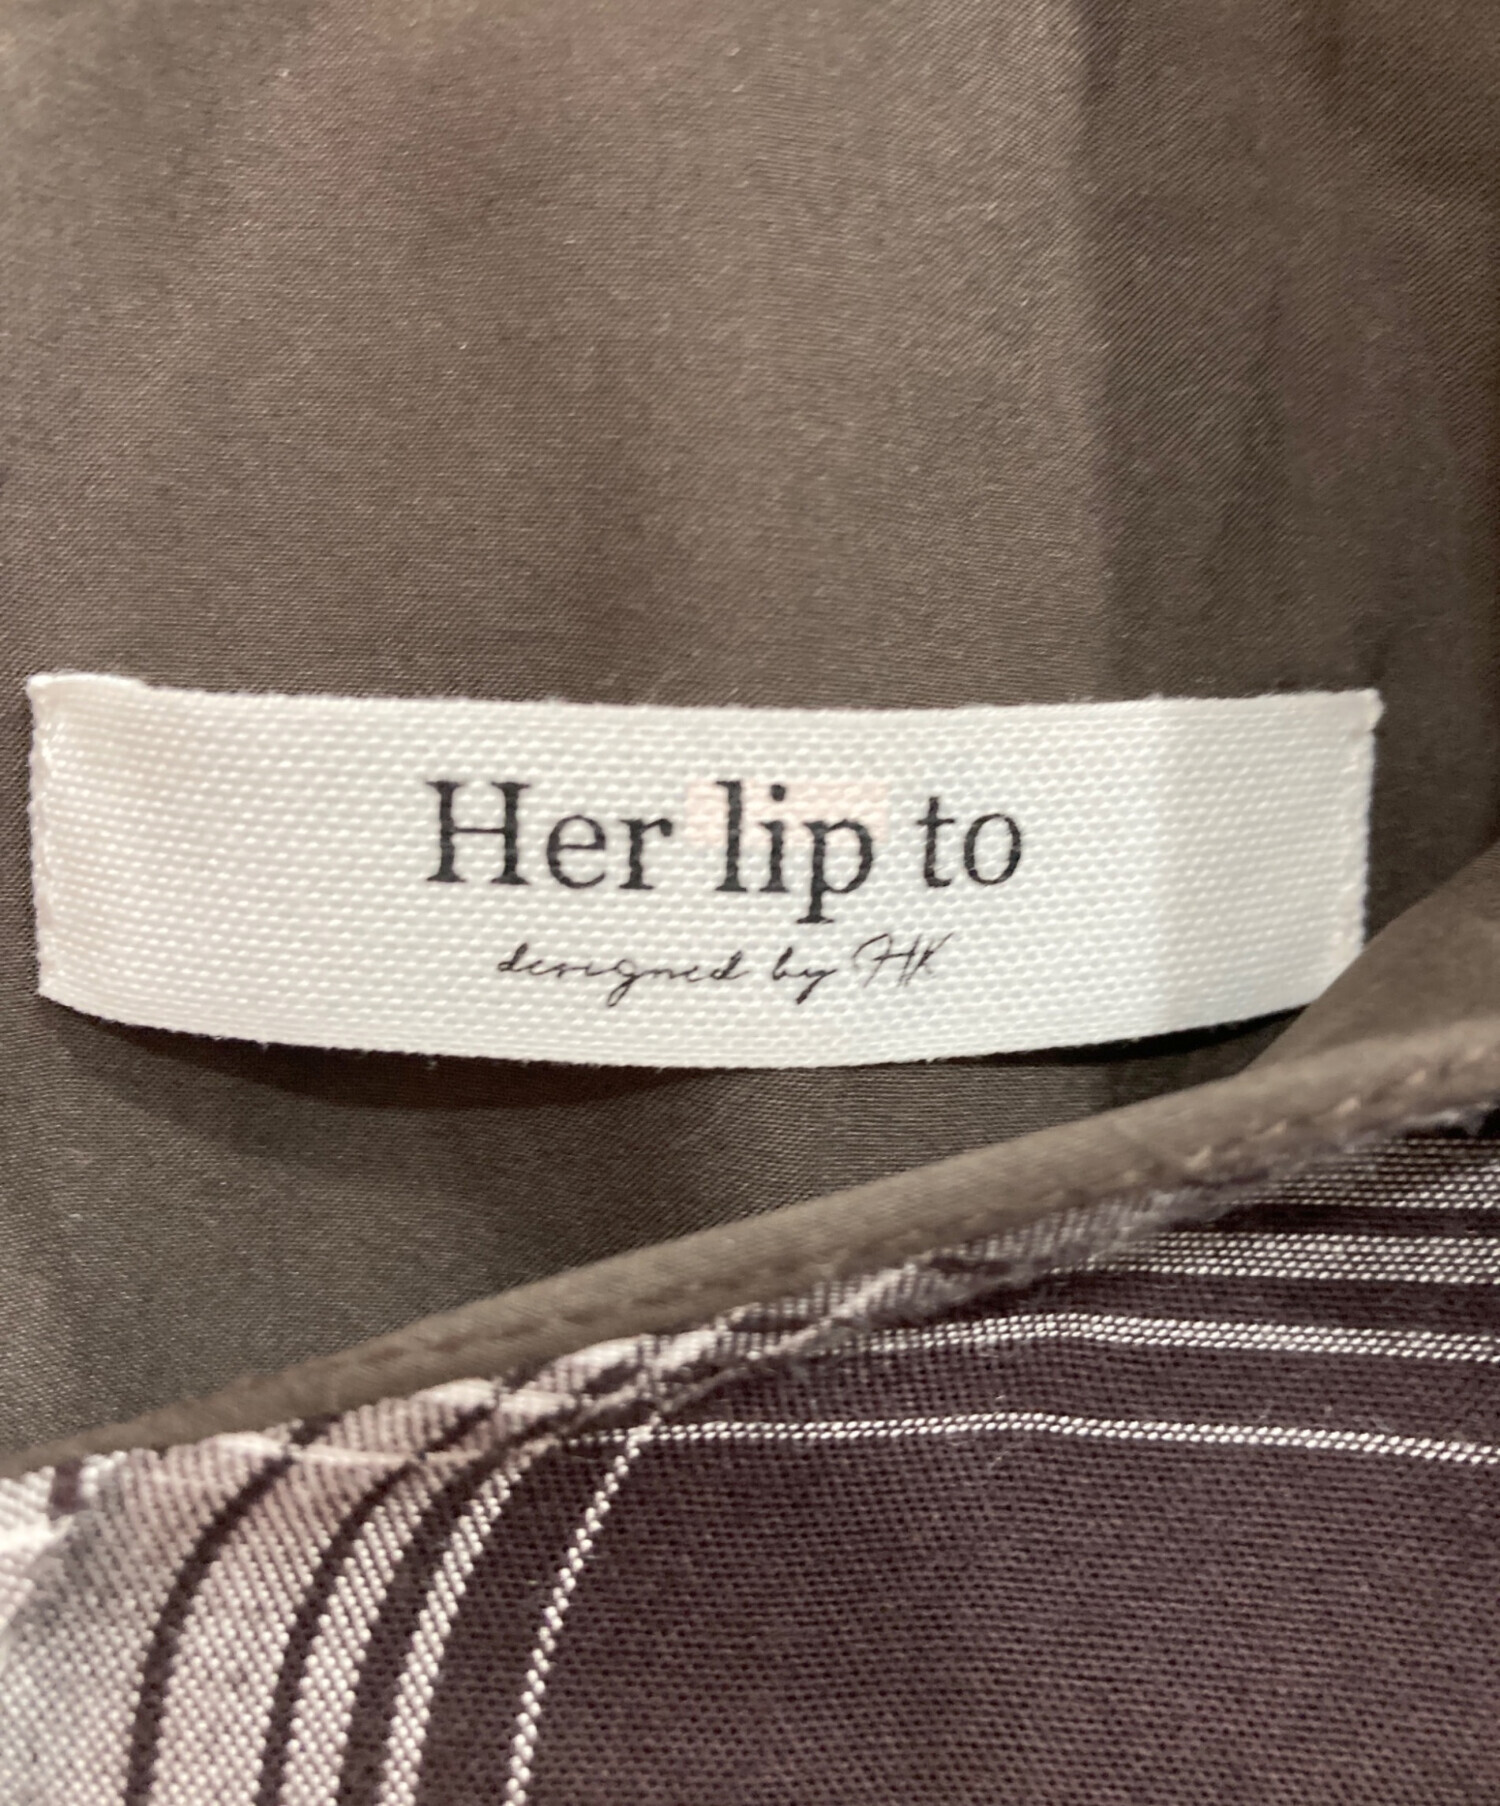 Her lip to
designed by HK